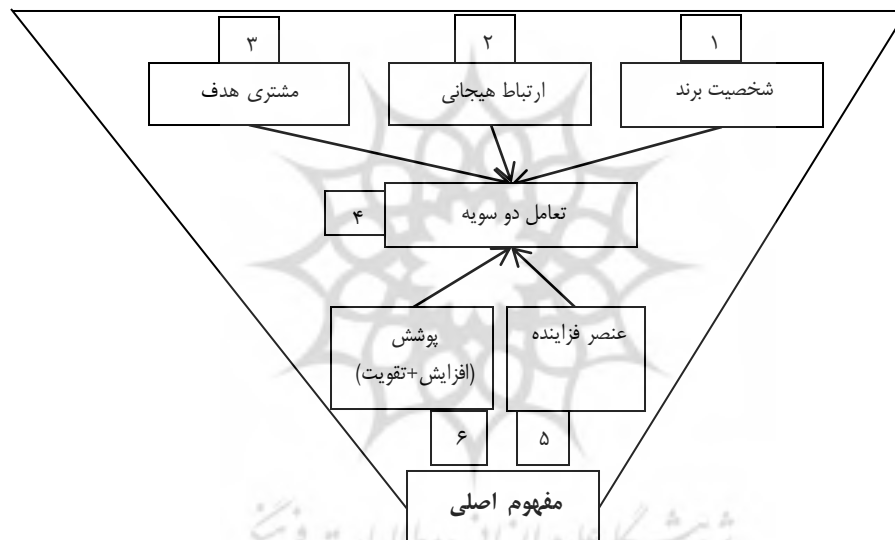 ۱
۲
۳
شخصیت برند
ارتباط هیجانی
مشتری هدف
تعامل دو سویه
۴
عنصر فزاینده
پوشش
(افزایش+تقویت)
۵
۶
مفهوم اصلی